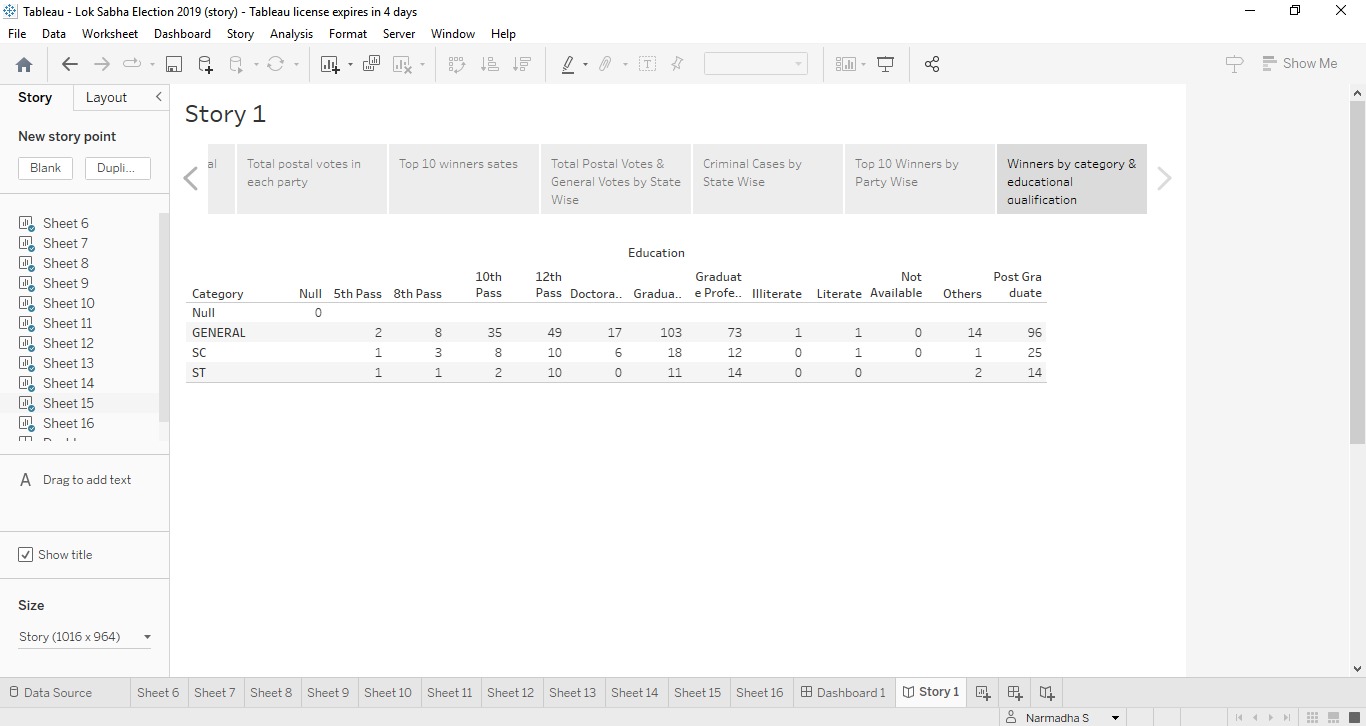 Tableau - Lok Sabha Election 2019 (story) - Tableau license expires in 4 days
File Data Worksheet Dashboard Story Analysis Format Server Window Help
Show Me
Story Layout
New story point
Blank Dupli...
Sheet 6
Sheet 7
Sheet 8
Sheet 9
Sheet 10
Sheet 11
Sheet 12
Sheet 13
Sheet 14
Sheet 15
Sheet 16
A Drag to add text
Show title
Size
Story (1016 x 964)
Story 1
al
Total postal votes in
each party
Top 10 winners sates
Total Postal Votes &
General Votes by State
Wise
Criminal Cases by
State Wise
Top 10 Winners by
Party Wise
Winners by category &
educational
qualification
Education
Category Null 5th Pass 8th Pass 10th Pass 12th Pass Doctora.. Gradua.. Graduat e Profe.. Illiterate Literate Not Available Others Post Gra duate
Null 0
GENERAL 2 8 35 49 17 103 73 1 1 0 14 96
SC 1 3 8 10 6 18 12 0 1 0 1 25
ST 1 1 2 10 0 11 14 0 0 2 14
Data Source Sheet 6 Sheet 7 Sheet 8 Sheet 9 Sheet 10 Sheet 11 Sheet 12 Sheet 13 Sheet 14 Sheet 15 Sheet 16 Dashboard 1 Story 1
Narmadha S